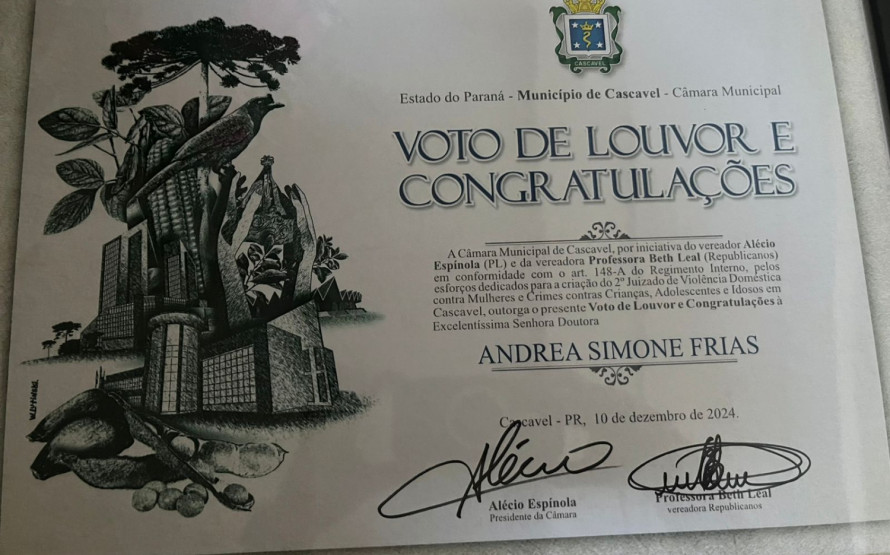 CASCAVEL
Estado do Paraná - Município de Cascavel - Câmara Municipal
VOTO DE LOUVOR E
CONGRATULAÇÕES
A Câmara Municipal de Cascavel, por iniciativa do vereador Alécio
Espínola (PL) e da vereadora Professora Beth Leal (Republicanos)
em conformidade com o art. 148-A do Regimento Interno, pelos
esforços dedicados para a criação do 2º Juizado de Violência Doméstica
contra Mulheres e Crimes contras Crianças, Adolescentes e Idosos em
Cascavel, outorga o presente Voto de Louvor e Congratulações à
Excelentíssima Senhora Doutora
ANDREA SIMONE FRIAS
Cascavel - PR, 10 de dezembro de 2024.
Alécio
Alécio Espínola
Presidente da Câmara
Professora Beth Leal
vereadora Republicanos